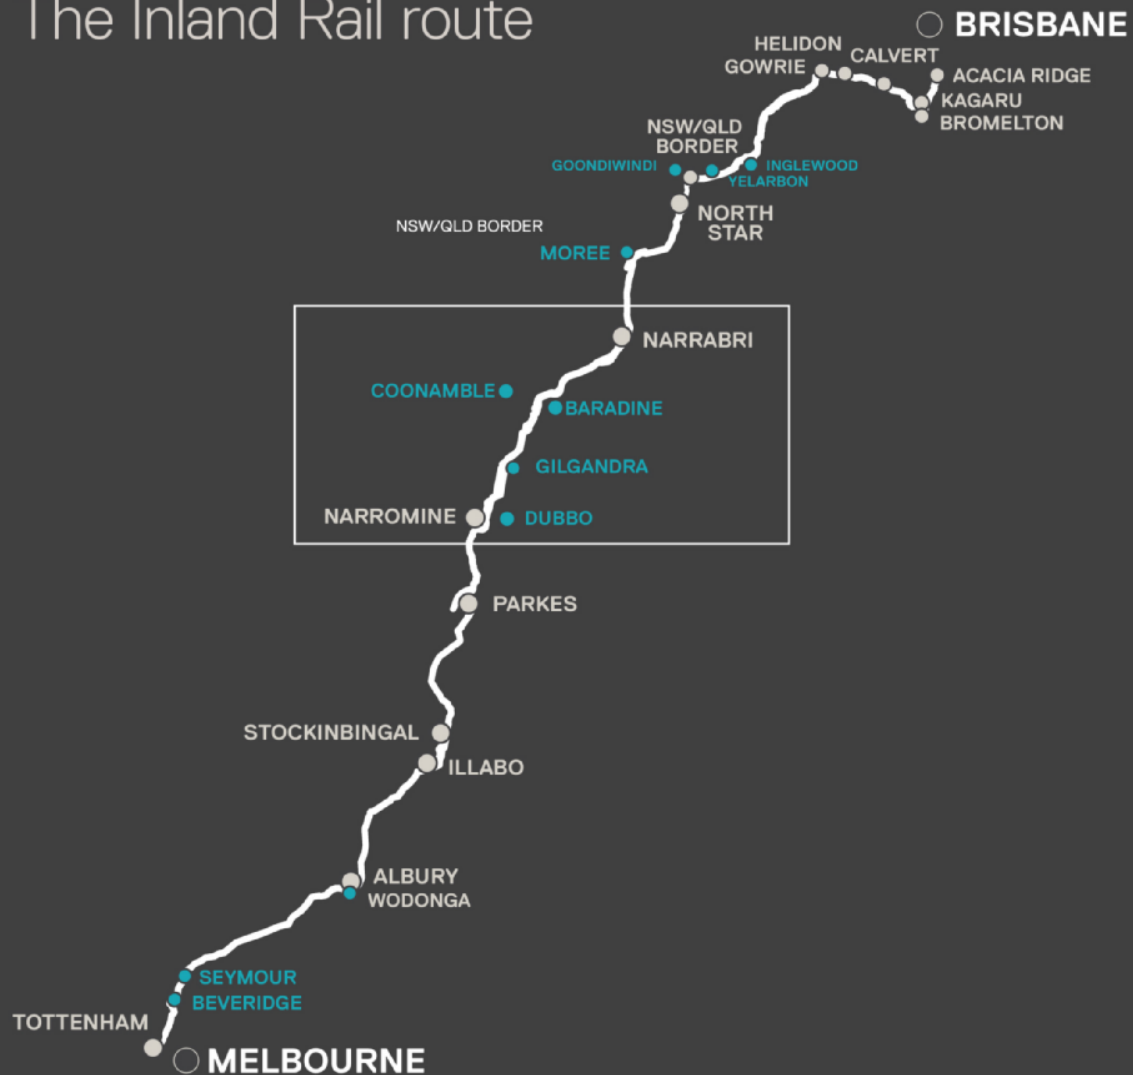 The Inland Rail route
BRISBANE
HELIDON
CALVERT
GOWRIE
ACACIA RIDGE
KAGARU
BROMELTON
NSW/QLD
BORDER
GOONDIWINDI
INGLEWOOD
YELARBON
NORTH
STAR
NSW/QLD BORDER
MOREE
NARRABRI
COONAMBLE
BARADINE
GILGANDRA
NARROMINE
DUBBO
PARKES
STOCKINBINGAL
ILLABO
ALBURY
WODONGA
SEYMOUR
BEVERIDGE
TOTTENHAM
MELBOURNE